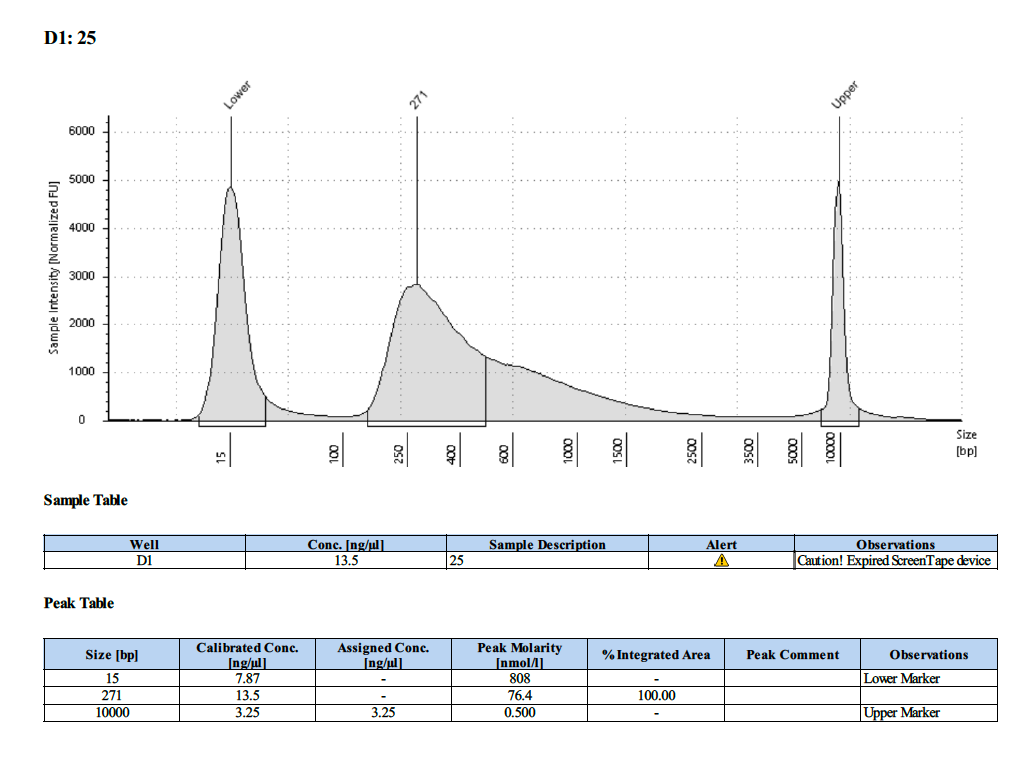 D1: 25
Lower
271
Upper
Sample Intensity [Normalized FU]
6000
5000
4000
3000
2000
1000
0
15
100
250
400
600
1000
1500
2500
3500
5000
10000
Size
[bp]
Sample Table
Well Conc. [ng/µl] Sample Description Alert Observations
D1 13.5 25 Caution! Expired ScreenTape device
Peak Table
Size [bp] Calibrated Conc. [ng/µl] Assigned Conc. [ng/µl] Peak Molarity [nmol/l] % Integrated Area Peak Comment Observations
15 7.87 - 808 - Lower Marker
271 13.5 - 76.4 100.00
10000 3.25 3.25 0.500 - Upper Marker